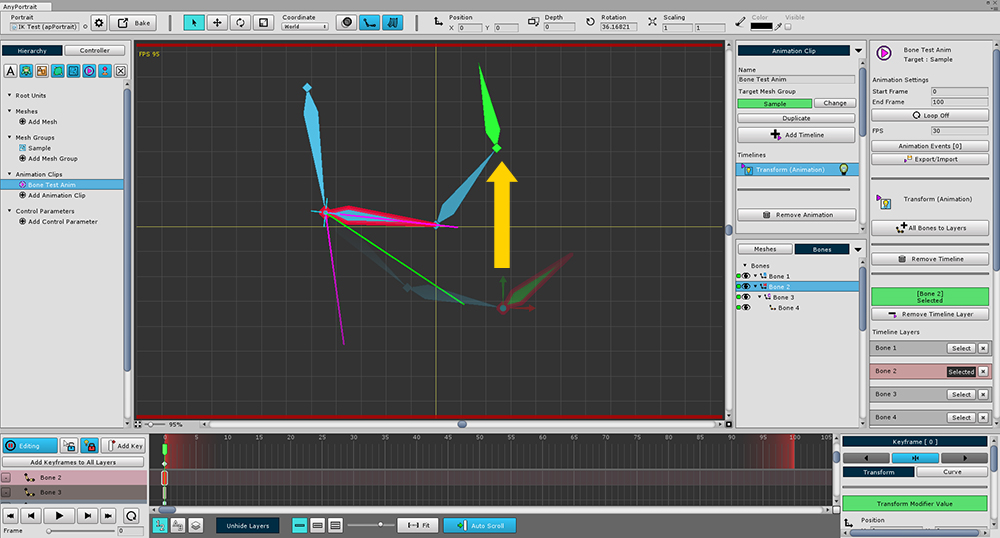 AnyPortrait
Portrait
IK Test (apPortrait)
Bake
Coordinate
World
Position
X 0 Y 0
Depth
0
Rotation
36.16821
Scaling
1 1
Color
Visible
Hierarchy
Controller
Root Units
Meshes
Add Mesh
Mesh Groups
Sample
Add Mesh Group
Animation Clips
Bone Test Anim
Add Animation Clip
Control Parameters
Add Control Parameter
FPS 95
95%
Animation Clip
Name
Bone Test Anim
Target Mesh Group
Sample
Change
Duplicate
Add Timeline
Timelines
Transform (Animation)
Remove Animation
Meshes
Bones
Bones
Bone 1
Bone 2
Bone 3
Bone 4
Bone Test Anim
Target : Sample
Animation Settings
Start Frame 0
End Frame 100
Loop Off
FPS 30
Animation Events [0]
Export/Import
Transform (Animation)
All Bones to Layers
Remove Timeline
[Bone 2]
Selected
Remove Timeline Layer
Timeline Layers
Bone 1 Select
Bone 2 Selected
Bone 3 Select
Bone 4 Select
Editing
Add Key
Add Keyframes to All Layers
Bone 2
Bone 3
Frame 0
0 5 10 15 20 25 30 35 40 45 50 55 60 65 70 75 80 85 90 95 100 105
Unhide Layers
Fit
Auto Scroll
Keyframe [ 0 ]
Transform
Curve
Transform Modifier Value
Position